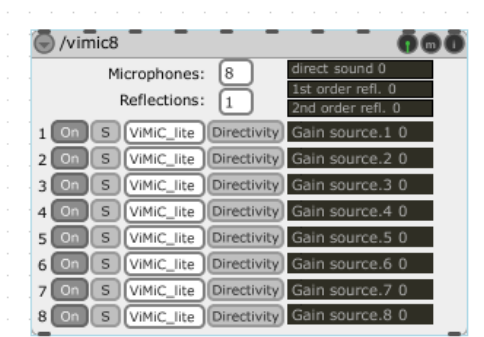 /vimic8 m i
Microphones: 8 direct sound 0
Reflections: 1 1st order refl. 0
2nd order refl. 0
1 On S ViMiC_lite Directivity Gain source.1 0
2 On S ViMiC_lite Directivity Gain source.2 0
3 On S ViMiC_lite Directivity Gain source.3 0
4 On S ViMiC_lite Directivity Gain source.4 0
5 On S ViMiC_lite Directivity Gain source.5 0
6 On S ViMiC_lite Directivity Gain source.6 0
7 On S ViMiC_lite Directivity Gain source.7 0
8 On S ViMiC_lite Directivity Gain source.8 0